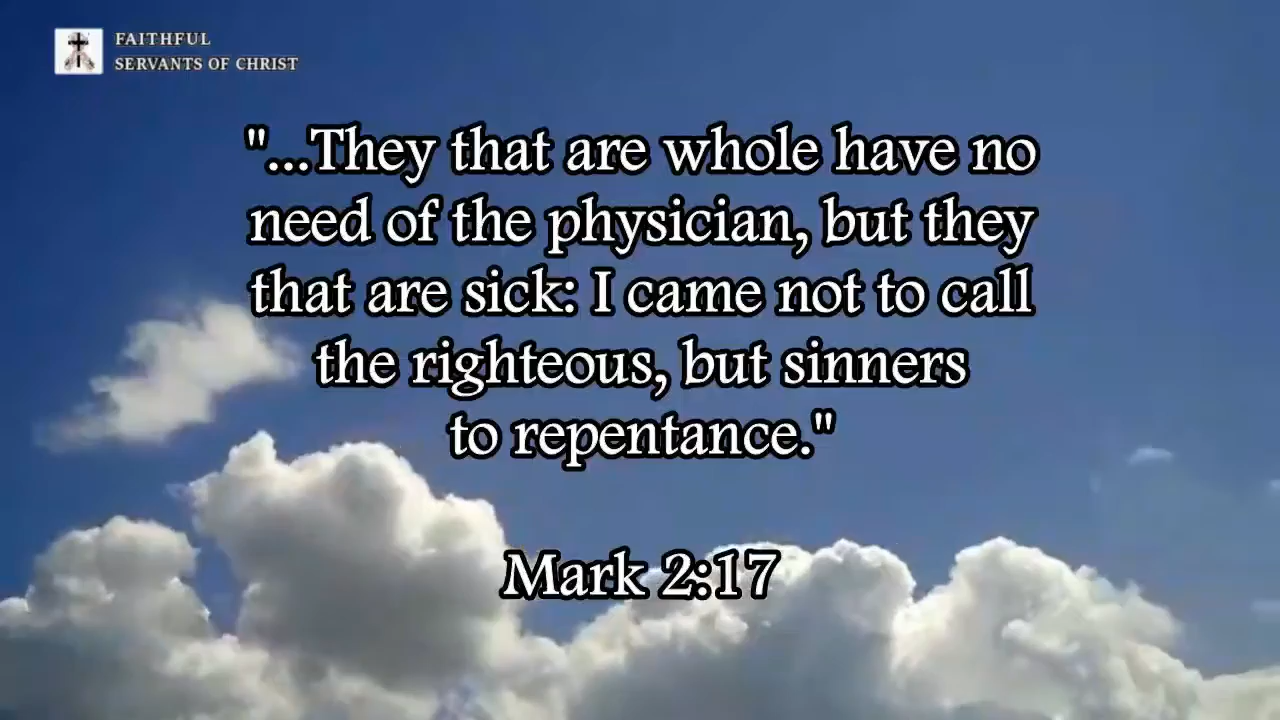 FAITHFUL
SERVANTS OF CHRIST
"...They that are whole have no
need of the physician, but they
that are sick: I came not to call
the righteous, but sinners
to repentance."
Mark 2:17